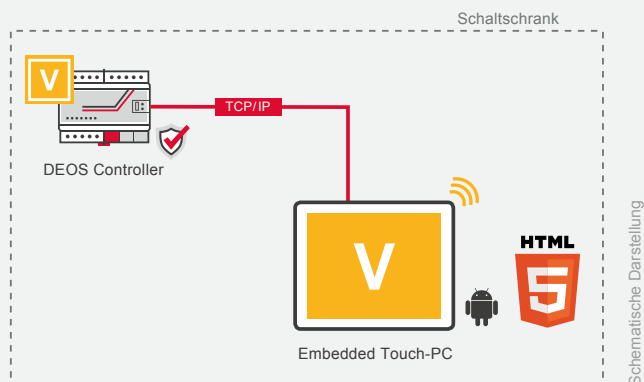 Schaltschrank
V
TCP/IP
DEOS Controller
V
HTML
5
Embedded Touch-PC
Schematische Darstellung